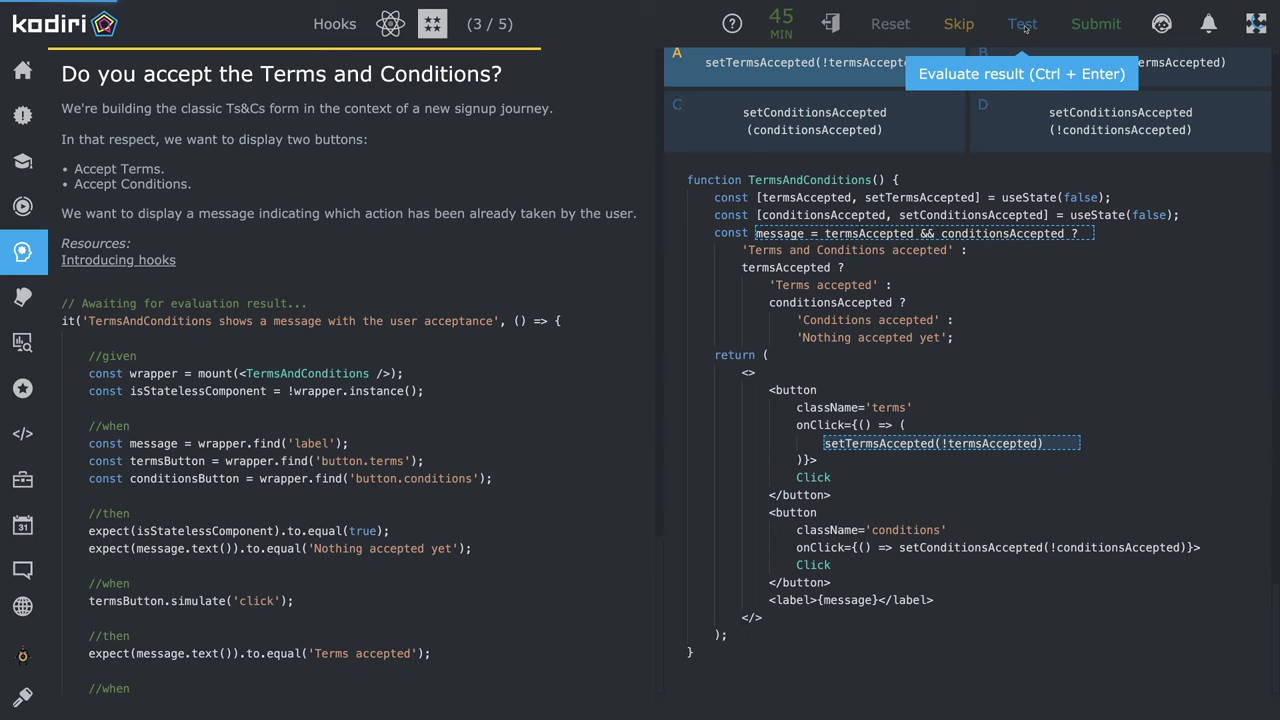 kodiri
Hooks
(3 / 5)
45
MIN
Reset
Skip
Test
Submit
Evaluate result (Ctrl + Enter)
Do you accept the Terms and Conditions?
We're building the classic Ts&Cs form in the context of a new signup journey.
In that respect, we want to display two buttons:
• Accept Terms.
• Accept Conditions.
We want to display a message indicating which action has been already taken by the user.
Resources:
Introducing hooks
// Awaiting for evaluation result...
it('TermsAndConditions shows a message with the user acceptance', () => {
//given
const wrapper = mount(<TermsAndConditions />);
const isStatelessComponent = !wrapper.instance();
//when
const message = wrapper.find('label');
const termsButton = wrapper.find('button.terms');
const conditionsButton = wrapper.find('button.conditions');
//then
expect(isStatelessComponent).to.equal(true);
expect(message.text()).to.equal('Nothing accepted yet');
//when
termsButton.simulate('click');
//then
expect(message.text()).to.equal('Terms accepted');
//when
A
setTermsAccepted(!termsAccepte
B
termsAccepted)
C
setConditionsAccepted
(conditionsAccepted)
D
setConditionsAccepted
(!conditionsAccepted)
function TermsAndConditions() {
const [termsAccepted, setTermsAccepted] = useState(false);
const [conditionsAccepted, setConditionsAccepted] = useState(false);
const message = termsAccepted && conditionsAccepted ?
'Terms and Conditions accepted' :
termsAccepted ?
'Terms accepted' :
conditionsAccepted ?
'Conditions accepted' :
'Nothing accepted yet';
return (
<>
<button
className='terms'
onClick={() => (
setTermsAccepted(!termsAccepted)
)}>
Click
</button>
<button
className='conditions'
onClick={() => setConditionsAccepted(!conditionsAccepted)}>
Click
</button>
<label>{message}</label>
</>
);
}
31